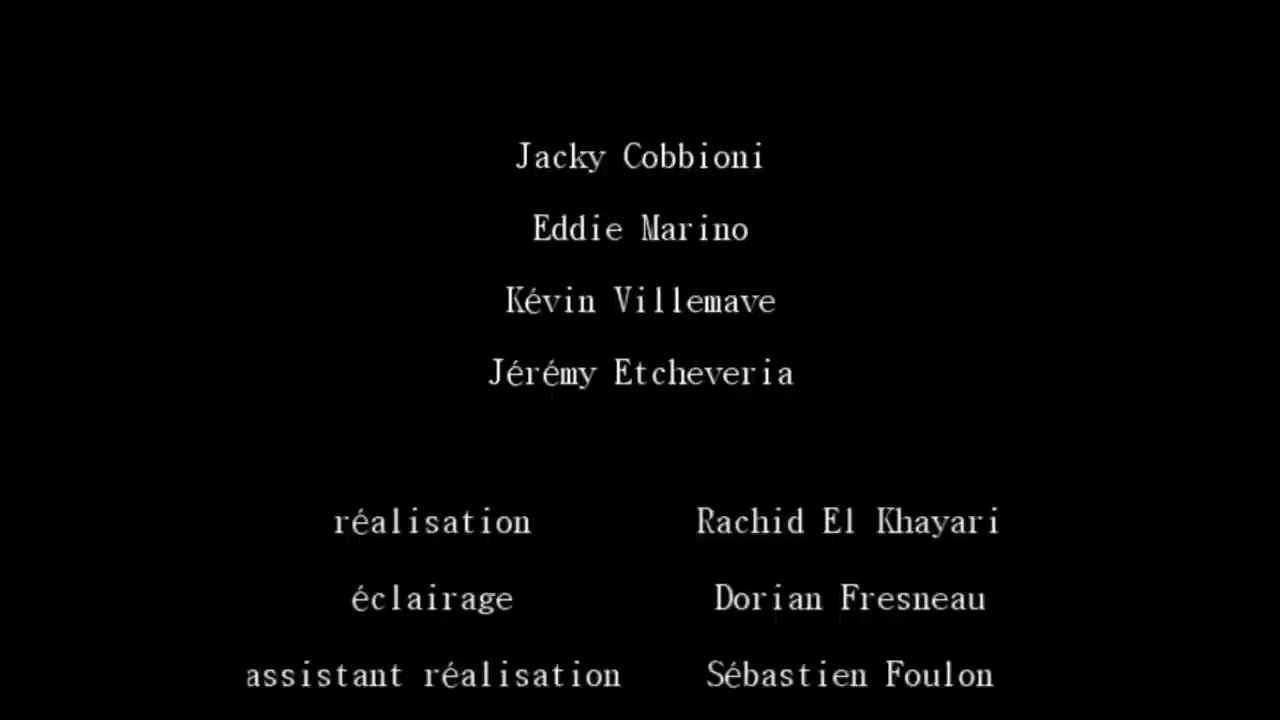 Jacky Cobbioni
Eddie Marino
Kévin Villemave
Jérémy Etcheveria
réalisation Rachid El Khayari
éclairage Dorian Fresneau
assistant réalisation Sébastien Foulon